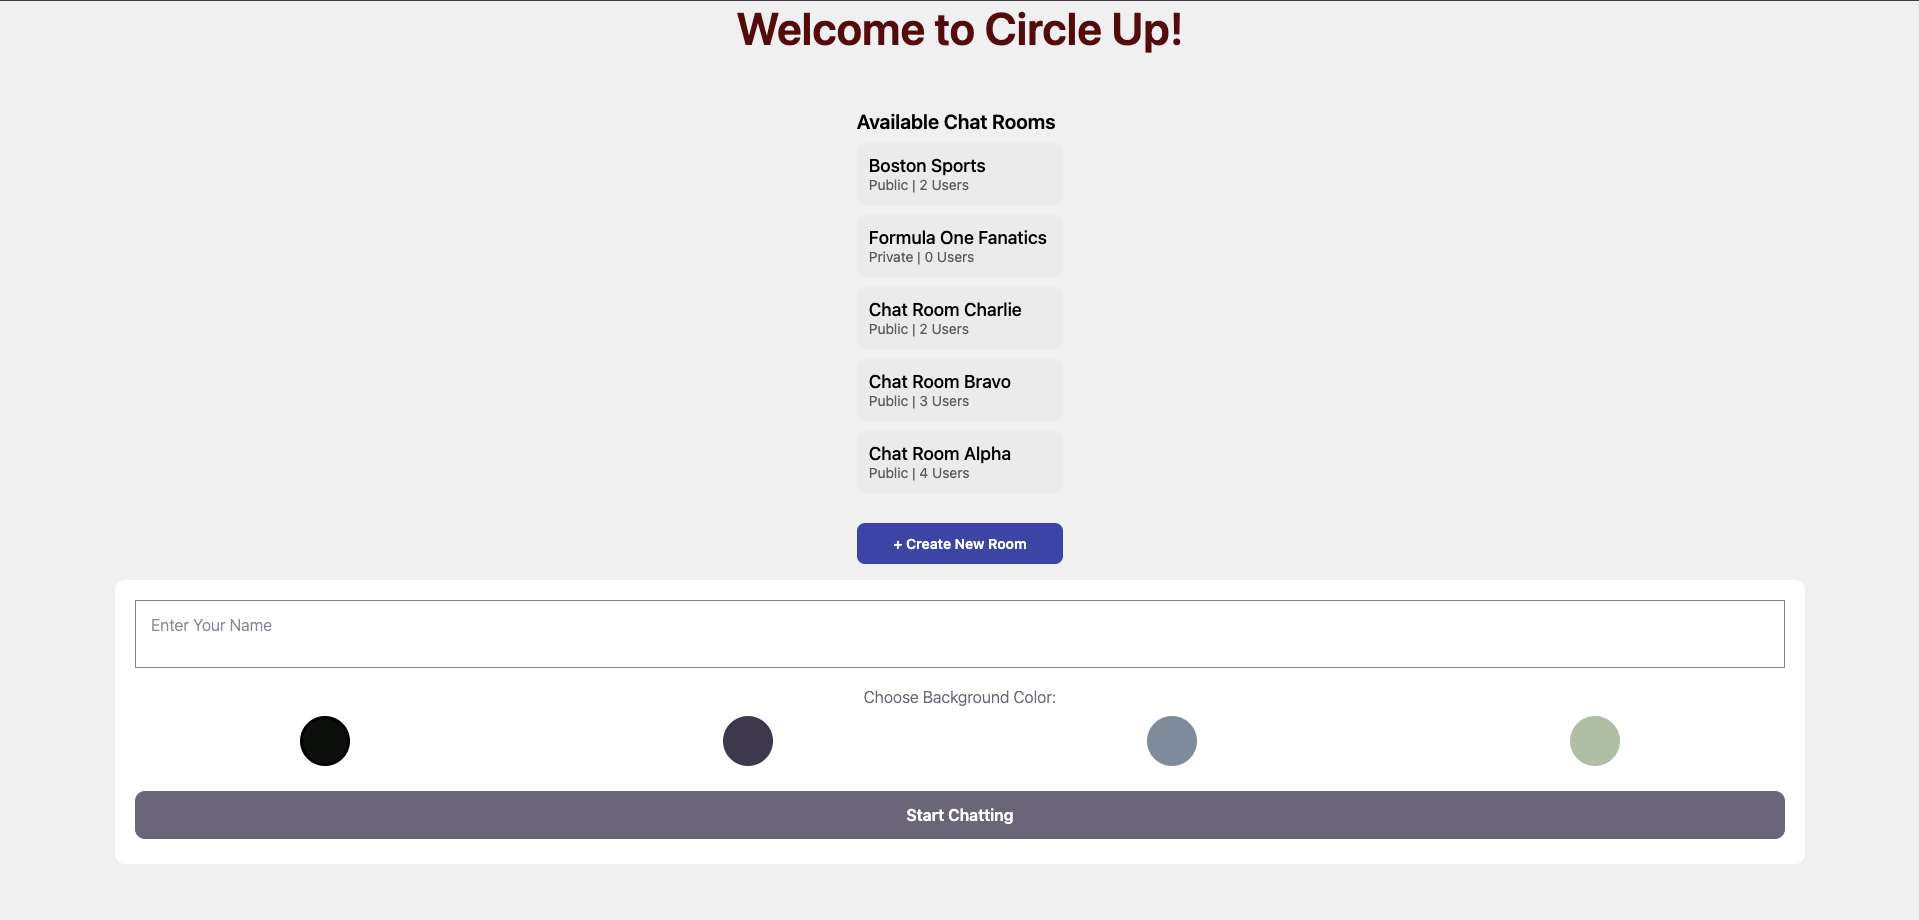 Welcome to Circle Up!
Available Chat Rooms
Boston Sports
Public | 2 Users
Formula One Fanatics
Private | 0 Users
Chat Room Charlie
Public | 2 Users
Chat Room Bravo
Public | 3 Users
Chat Room Alpha
Public | 4 Users
+ Create New Room
Enter Your Name
Choose Background Color:
Start Chatting